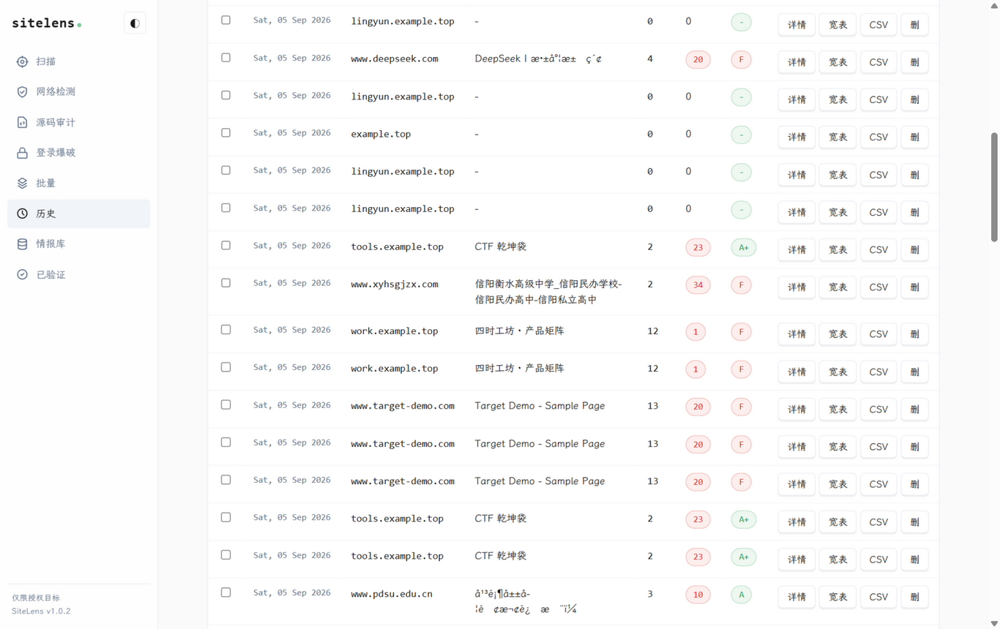 sitelens.
扫描
网络检测
源码审计
登录爆破
批量
历史
情报库
已验证
仅限授权目标
SiteLens v1.0.2
Sat, 05 Sep 2026 lingyun.example.top - 0 0 - 详情 宽表 CSV 删
Sat, 05 Sep 2026 www.deepseek.com DeepSeek | 4 20 F 详情 宽表 CSV 删
Sat, 05 Sep 2026 lingyun.example.top - 0 0 - 详情 宽表 CSV 删
Sat, 05 Sep 2026 example.top - 0 0 - 详情 宽表 CSV 删
Sat, 05 Sep 2026 lingyun.example.top - 0 0 - 详情 宽表 CSV 删
Sat, 05 Sep 2026 lingyun.example.top - 0 0 - 详情 宽表 CSV 删
Sat, 05 Sep 2026 tools.example.top CTF 乾坤袋 2 23 A+ 详情 宽表 CSV 删
Sat, 05 Sep 2026 www.xyhsgjzx.com 信阳衡水高级中学_信阳民办学校- 2 34 F 详情 宽表 CSV 删
信阳民办高中-信阳私立高中
Sat, 05 Sep 2026 work.example.top 四时工坊・产品矩阵 12 1 F 详情 宽表 CSV 删
Sat, 05 Sep 2026 work.example.top 四时工坊・产品矩阵 12 1 F 详情 宽表 CSV 删
Sat, 05 Sep 2026 www.target-demo.com Target Demo - Sample Page 13 20 F 详情 宽表 CSV 删
Sat, 05 Sep 2026 www.target-demo.com Target Demo - Sample Page 13 20 F 详情 宽表 CSV 删
Sat, 05 Sep 2026 www.target-demo.com Target Demo - Sample Page 13 20 F 详情 宽表 CSV 删
Sat, 05 Sep 2026 tools.example.top CTF 乾坤袋 2 23 A+ 详情 宽表 CSV 删
Sat, 05 Sep 2026 tools.example.top CTF 乾坤袋 2 23 A+ 详情 宽表 CSV 删
Sat, 05 Sep 2026 www.pdsu.edu.cn 3 10 A 详情 宽表 CSV 删